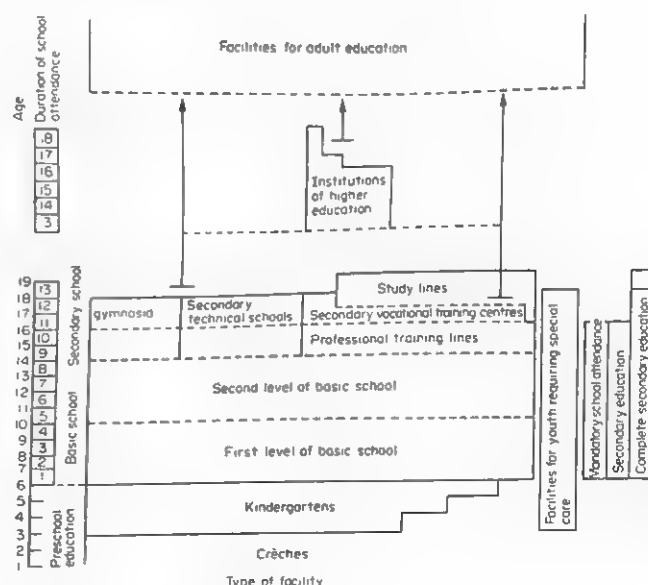 Facilities for adult education
Age
Duration of school
attendance
18
17
16
15
14
3
Institutions
of higher
education
19
18
17
16
15
14
13
12
11
10
9
8
7
6
5
4
3
2
1
13
12
11
10
9
8
7
6
5
4
3
2
1
Secondary school
Basic school
Preschool
education
Study lines
gymnasia
Secondary
technical schools
Secondary vocational training centres
Professional training lines
Second level of basic school
First level of basic school
Kindergartens
Crèches
Facilities for youth requiring special
care
Mandatory school attendance
Secondary education
Complete secondary education
Type of facility